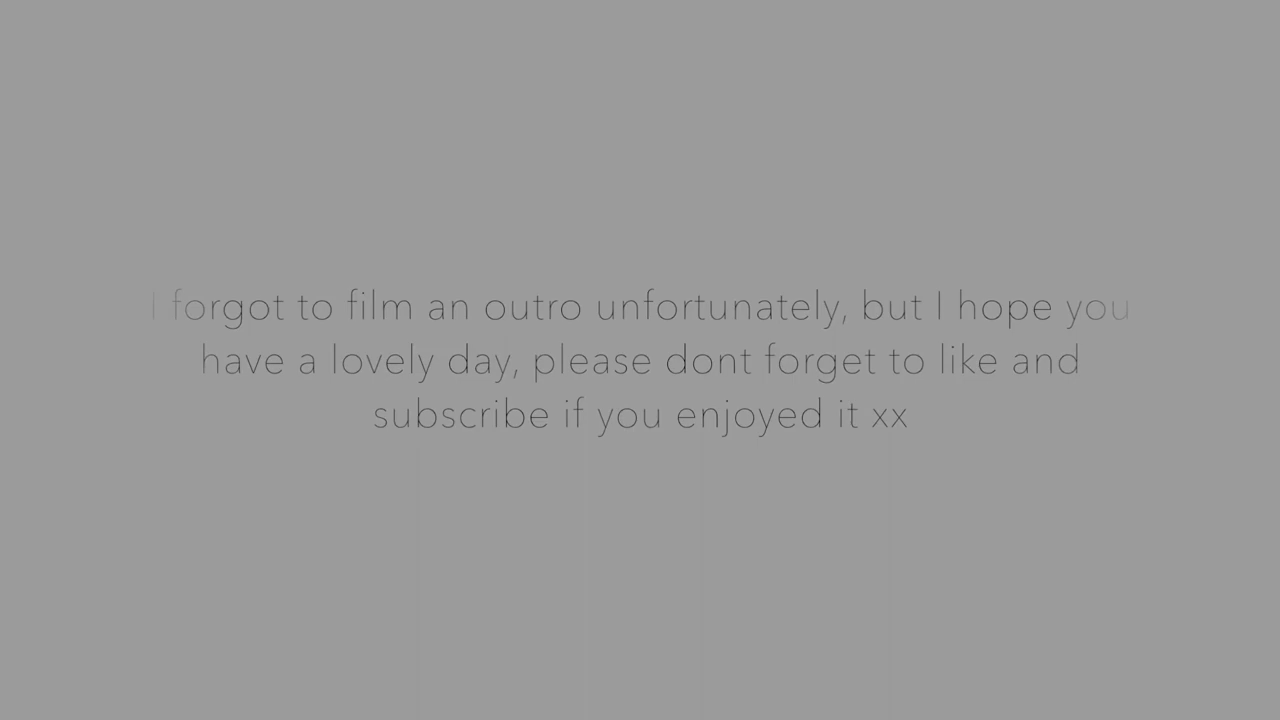 I forgot to film an outro unfortunately, but I hope you
have a lovely day, please dont forget to like and
subscribe if you enjoyed it xx